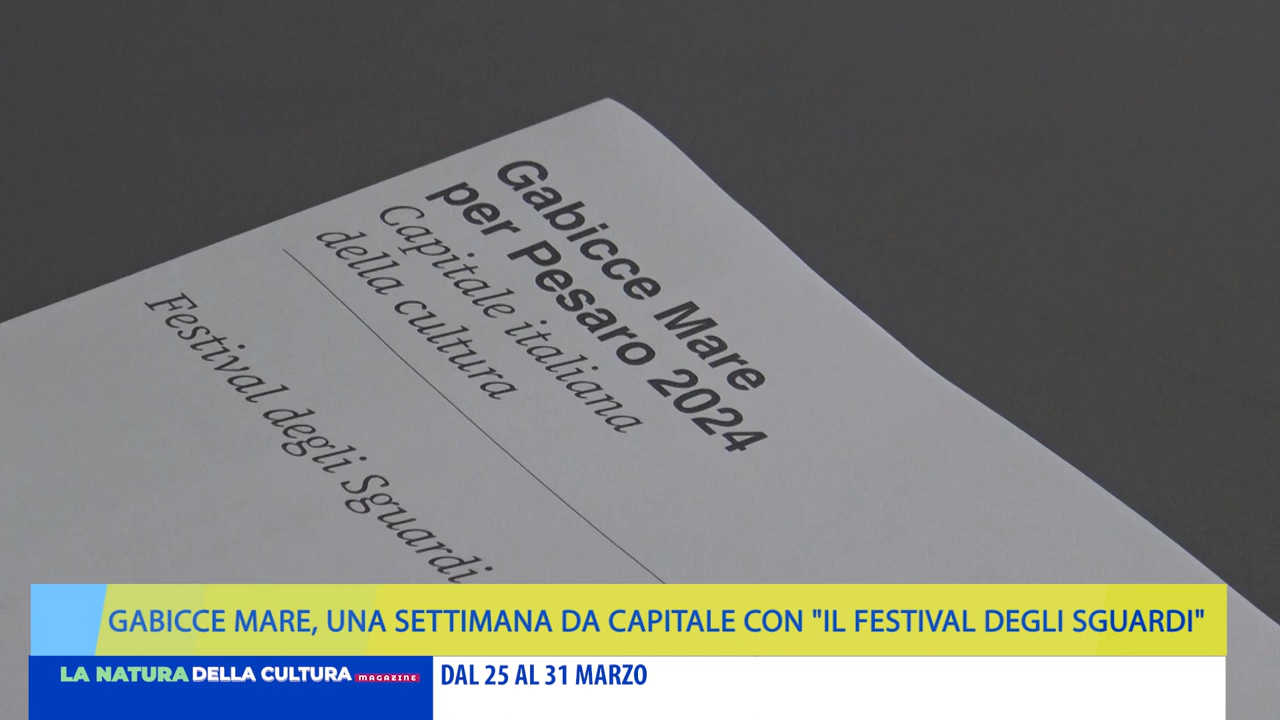 Gabicce Mare
per Pesaro 2024
Capitale italiana
della cultura
Festival degli Sguardi
GABICCE MARE, UNA SETTIMANA DA CAPITALE CON "IL FESTIVAL DEGLI SGUARDI"
LA NATURA DELLA CULTURA MAGAZINE
DAL 25 AL 31 MARZO